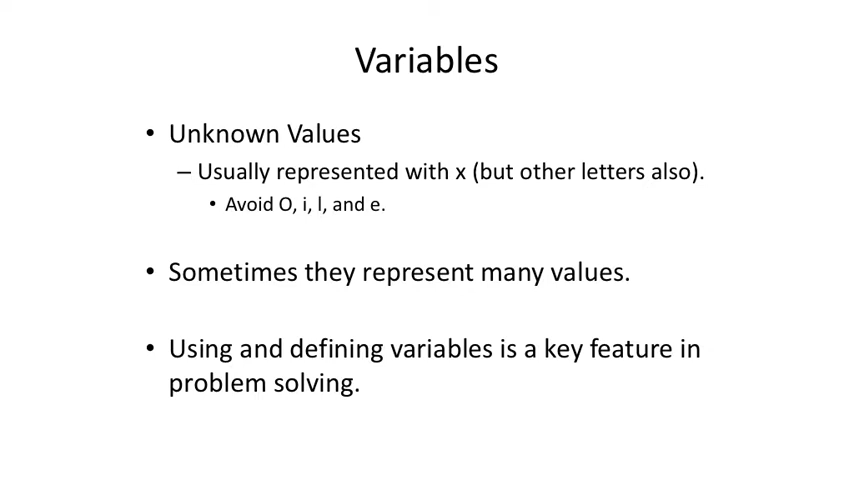 Variables
• Unknown Values
– Usually represented with x (but other letters also).
• Avoid O, i, l, and e.
• Sometimes they represent many values.
• Using and defining variables is a key feature in
problem solving.